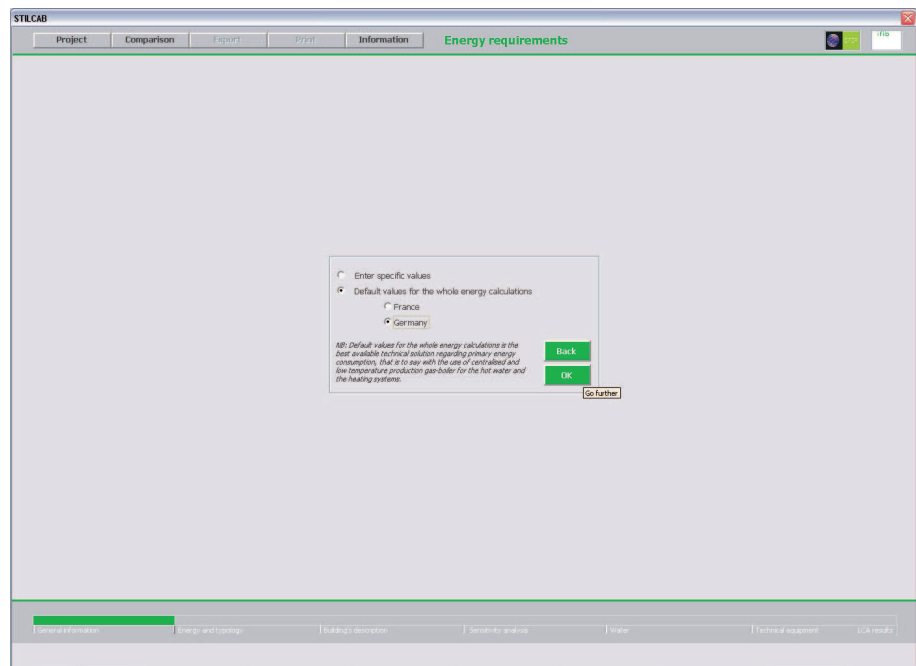 STILCAB
Project Comparison Export Print Information Energy requirements ifib
Enter specific values
Default values for the whole energy calculations
France
Germany
NB: Default values for the whole energy calculations is the
best available technical solution regarding primary energy
consumption, that is to say with the use of centralised and
low temperature production gas-boiler for the hot water and
the heating systems.
Back
OK
Go further
General information Energy and typology Building's description Sensitivity analysis Water Technical equipment LCA results